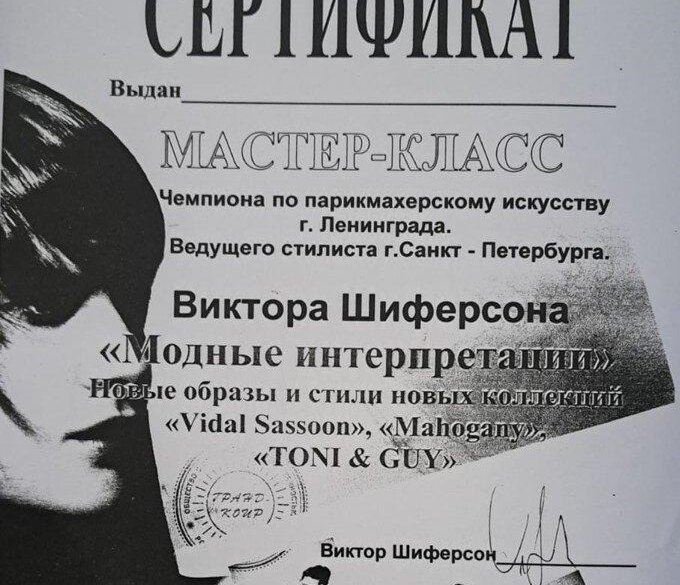 СЕРТИФИКАТ
Выдан
МАСТЕР-КЛАСС
Чемпиона по парикмахерскому искусству
г. Ленинграда.
Ведущего стилиста г.Санкт - Петербурга.
Виктора Шиферсона
«Модные интерпретации»
Новые образы и стили новых коллекций
«Vidal Sassoon», «Mahogany»,
«TONI & GUY»
ОБЩЕСТВО
ГРАНД
КОИР
Виктор Шиферсон